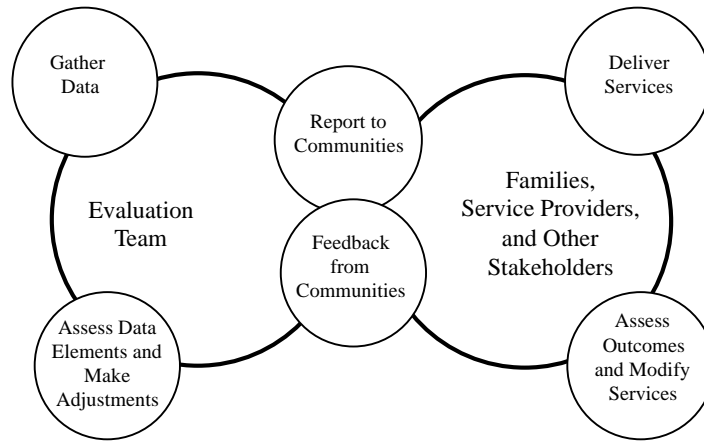 Gather
Data
Deliver
Services
Report to
Communities
Evaluation
Team
Families,
Service Providers,
and Other
Stakeholders
Feedback
from
Communities
Assess Data
Elements and
Make
Adjustments
Assess
Outcomes
and Modify
Services